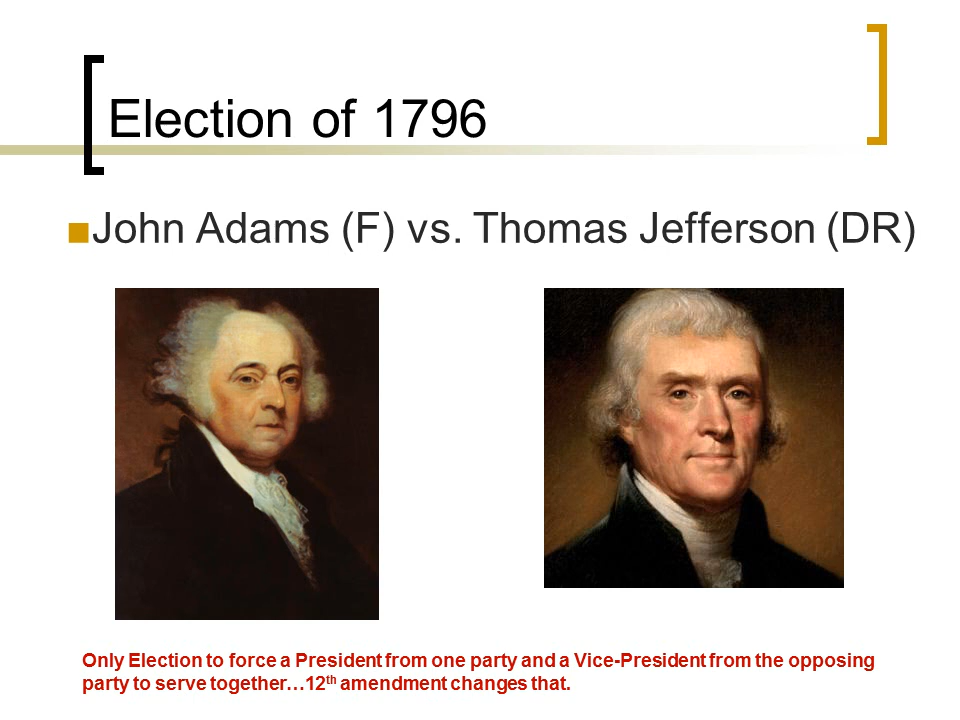 Election of 1796
■John Adams (F) vs. Thomas Jefferson (DR)
Only Election to force a President from one party and a Vice-President from the opposing
party to serve together…12th amendment changes that.